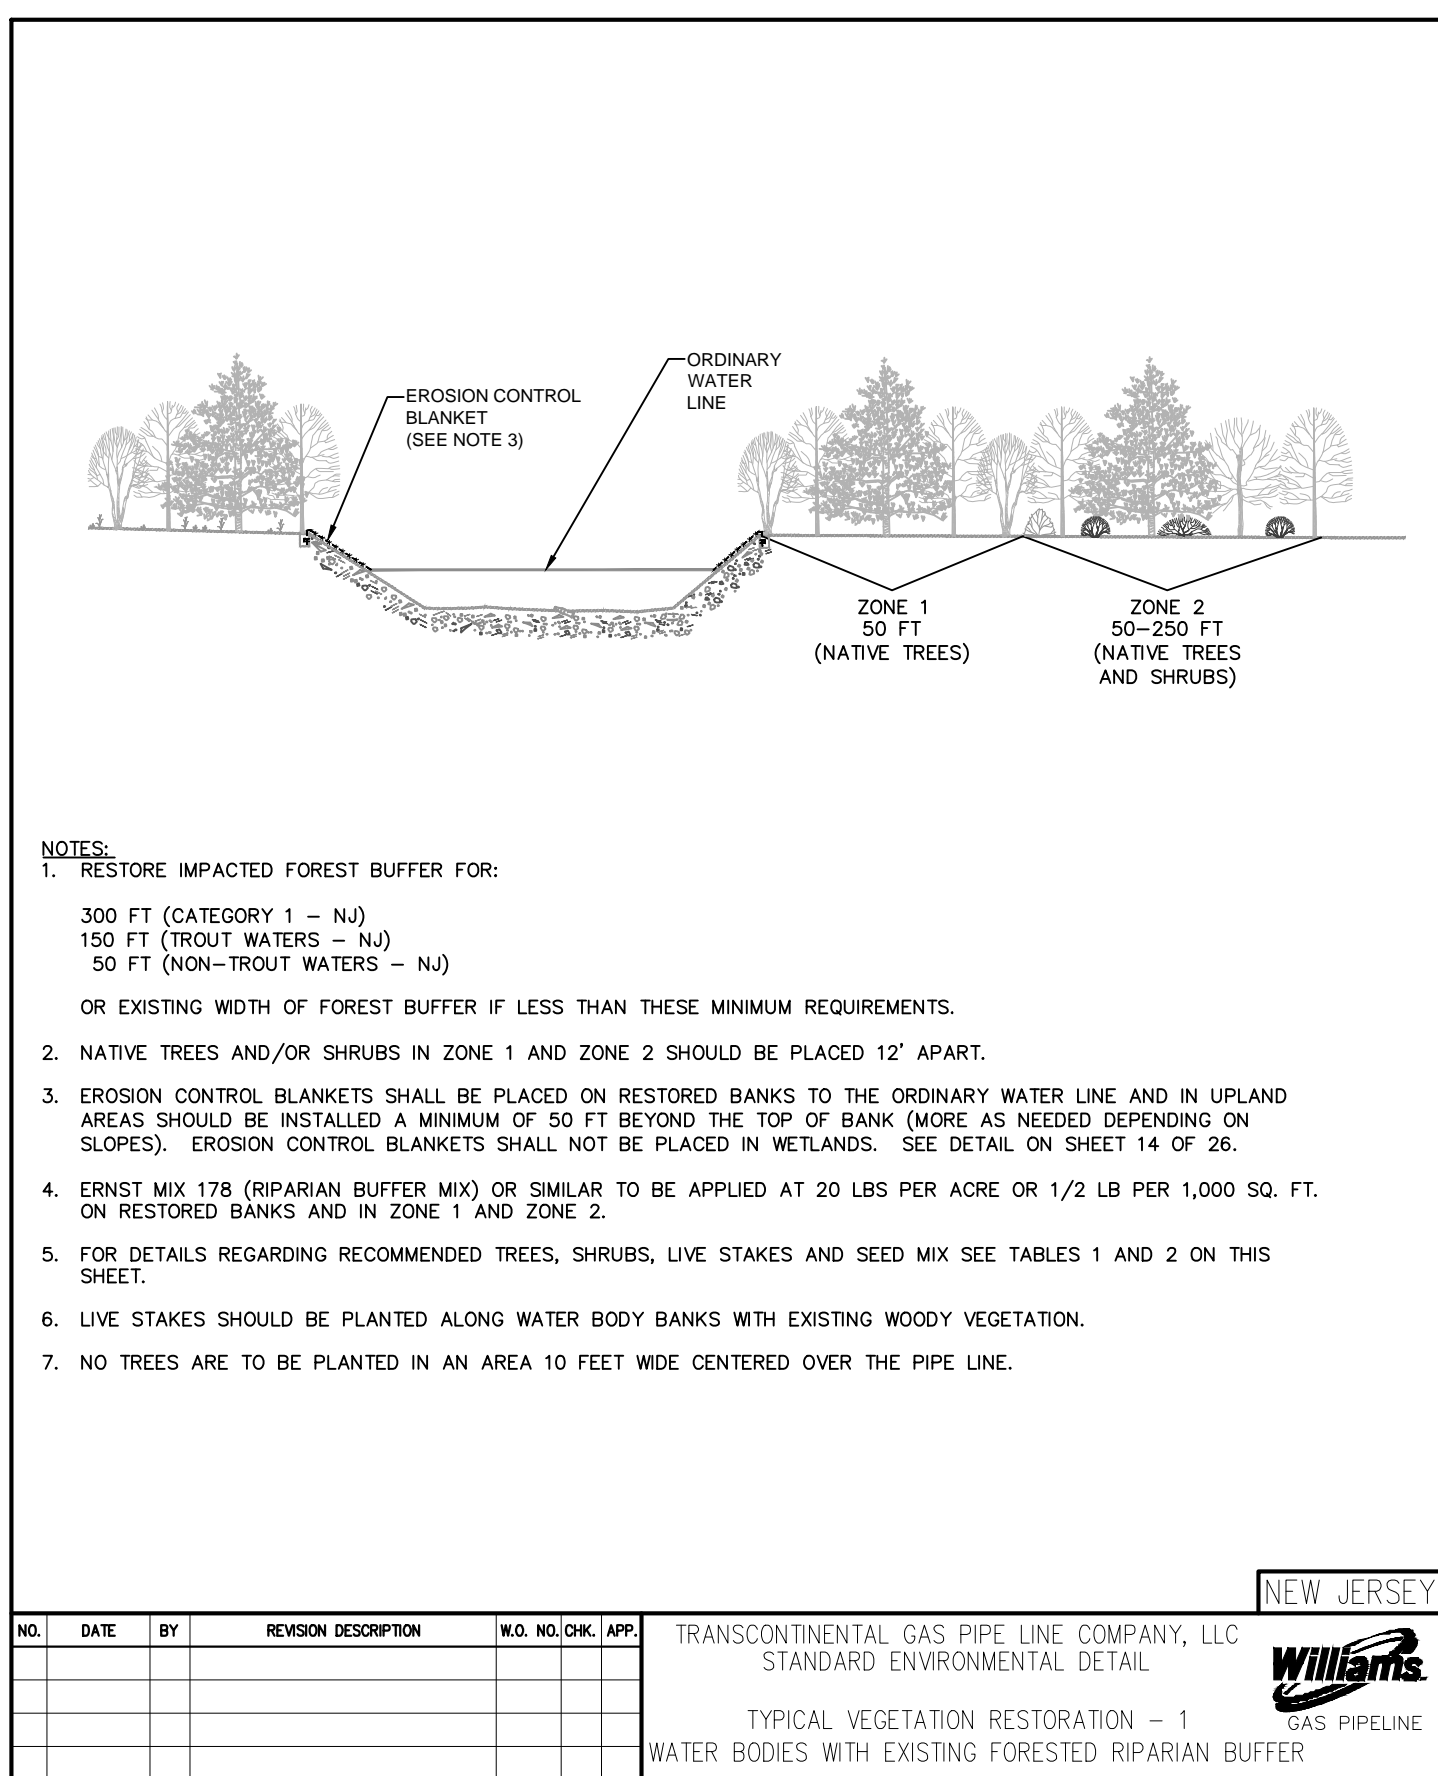 EROSION CONTROL
BLANKET
(SEE NOTE 3)
ORDINARY
WATER
LINE
ZONE 1
50 FT
(NATIVE TREES)
ZONE 2
50–250 FT
(NATIVE TREES
AND SHRUBS)
NOTES:
1. RESTORE IMPACTED FOREST BUFFER FOR:
300 FT (CATEGORY 1 – NJ)
150 FT (TROUT WATERS – NJ)
50 FT (NON–TROUT WATERS – NJ)
OR EXISTING WIDTH OF FOREST BUFFER IF LESS THAN THESE MINIMUM REQUIREMENTS.
2. NATIVE TREES AND/OR SHRUBS IN ZONE 1 AND ZONE 2 SHOULD BE PLACED 12' APART.
3. EROSION CONTROL BLANKETS SHALL BE PLACED ON RESTORED BANKS TO THE ORDINARY WATER LINE AND IN UPLAND
AREAS SHOULD BE INSTALLED A MINIMUM OF 50 FT BEYOND THE TOP OF BANK (MORE AS NEEDED DEPENDING ON
SLOPES). EROSION CONTROL BLANKETS SHALL NOT BE PLACED IN WETLANDS. SEE DETAIL ON SHEET 14 OF 26.
4. ERNST MIX 178 (RIPARIAN BUFFER MIX) OR SIMILAR TO BE APPLIED AT 20 LBS PER ACRE OR 1/2 LB PER 1,000 SQ. FT.
ON RESTORED BANKS AND IN ZONE 1 AND ZONE 2.
5. FOR DETAILS REGARDING RECOMMENDED TREES, SHRUBS, LIVE STAKES AND SEED MIX SEE TABLES 1 AND 2 ON THIS
SHEET.
6. LIVE STAKES SHOULD BE PLANTED ALONG WATER BODY BANKS WITH EXISTING WOODY VEGETATION.
7. NO TREES ARE TO BE PLANTED IN AN AREA 10 FEET WIDE CENTERED OVER THE PIPE LINE.
NEW JERSEY
NO. DATE BY REVISION DESCRIPTION W.O. NO. CHK. APP.
TRANSCONTINENTAL GAS PIPE LINE COMPANY, LLC
STANDARD ENVIRONMENTAL DETAIL
TYPICAL VEGETATION RESTORATION – 1
WATER BODIES WITH EXISTING FORESTED RIPARIAN BUFFER
Williams
GAS PIPELINE